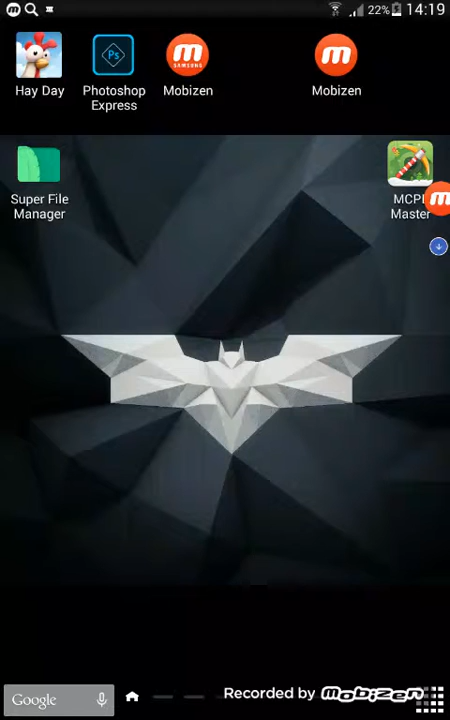 22% 14:19
Hay Day
Photoshop
Express
Ps
m
SAMSUNG
Mobizen
m
Mobizen
Super File
Manager
MCPE
Master
m
Google
Recorded by Mobizen